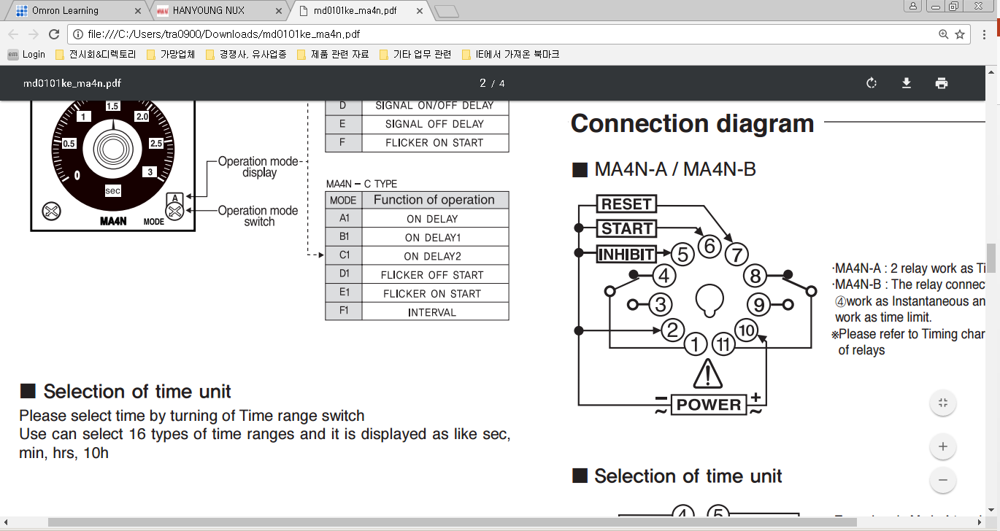 Omron Learning
HANYOUNG NUX
md0101ke_ma4n.pdf
file:///C:/Users/tra0900/Downloads/md0101ke_ma4n.pdf
em Login
전시회&디렉토리
가망업체
경쟁사, 유사업종
제품 관련 자료
기타 업무 관련
IE에서 가져온 북마크
md0101ke_ma4n.pdf
2 / 4
0
0.5
1
1.5
2.0
2.5
3
sec
A
MA4N
MODE
Operation mode
display
Operation mode
switch
D SIGNAL ON/OFF DELAY
E SIGNAL OFF DELAY
F FLICKER ON START
MA4N – C TYPE
MODE Function of operation
A1 ON DELAY
B1 ON DELAY1
C1 ON DELAY2
D1 FLICKER OFF START
E1 FLICKER ON START
F1 INTERVAL
■ Selection of time unit
Please select time by turning of Time range switch
Use can select 16 types of time ranges and it is displayed as like sec,
min, hrs, 10h
Connection diagram
■ MA4N-A / MA4N-B
RESET
START
INHIBIT
⑤ ⑥ ⑦
④ ⑧
③ ⑨
② ⑩
① ⑪
!
− +
~ POWER ~
·MA4N-A : 2 relay work as Ti
·MA4N-B : The relay connec
④work as Instantaneous an
work as time limit.
※Please refer to Timing char
of relays
■ Selection of time unit
④ ⑤